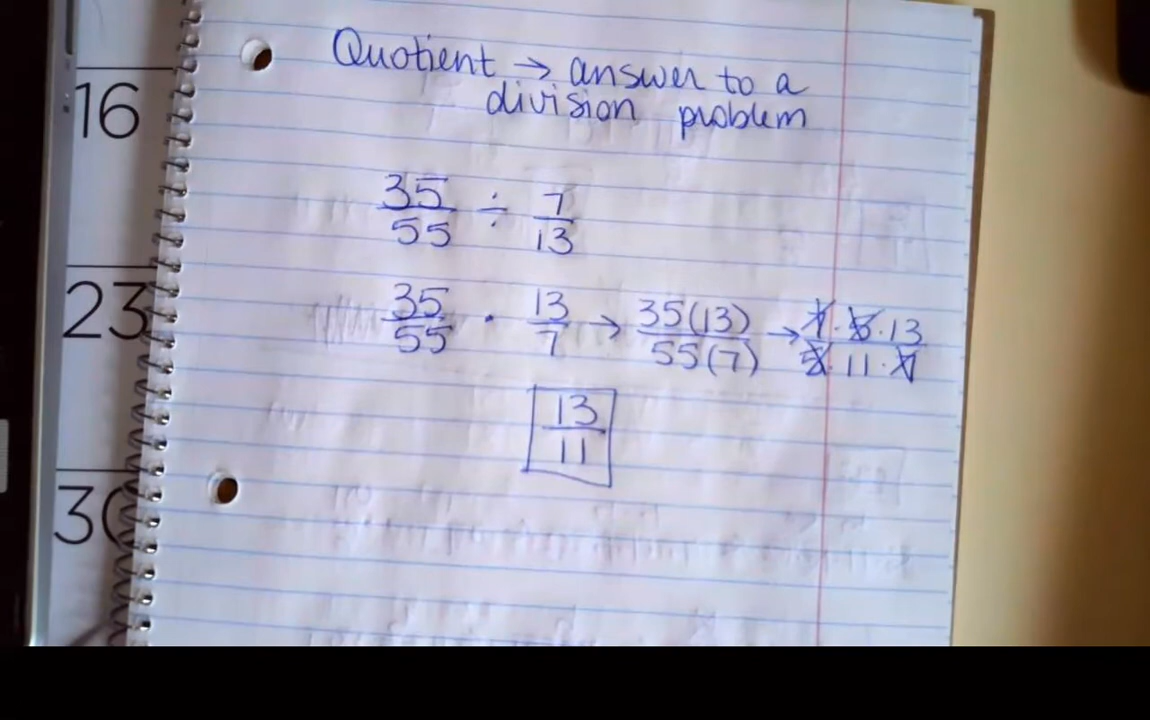 Quotient → answer to a
division problem
35/55 ÷ 7/13
35/55 · 13/7 → 35(13)/55(7) → 7·5·13/5·11·7
13/11
16
23
30